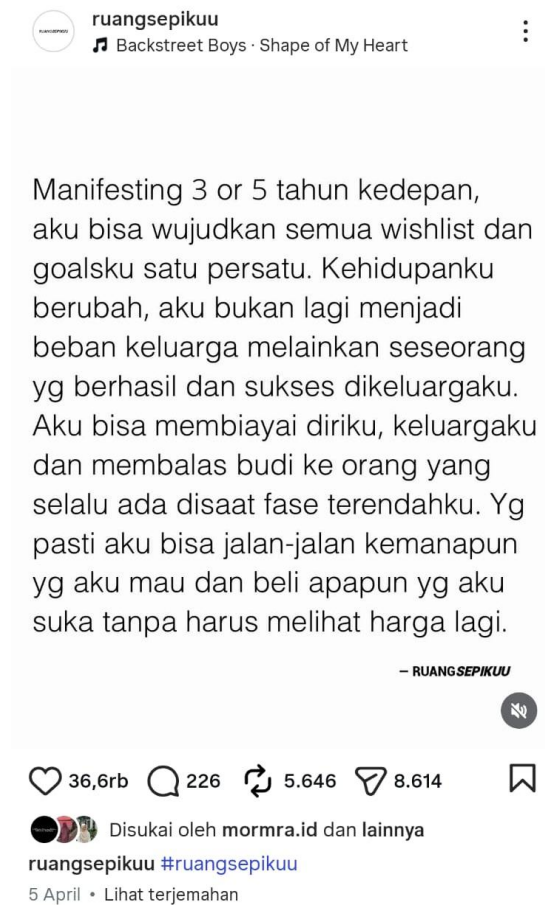 ruangsepikuu
Backstreet Boys · Shape of My Heart
Manifesting 3 or 5 tahun kedepan,
aku bisa wujudkan semua wishlist dan
goalsku satu persatu. Kehidupanku
berubah, aku bukan lagi menjadi
beban keluarga melainkan seseorang
yg berhasil dan sukses dikeluargaku.
Aku bisa membiayai diriku, keluargaku
dan membalas budi ke orang yang
selalu ada disaat fase terendahku. Yg
pasti aku bisa jalan-jalan kemanapun
yg aku mau dan beli apapun yg aku
suka tanpa harus melihat harga lagi.
– RUANGSEPIKUU
36,6rb 226 5.646 8.614
Disukai oleh mormra.id dan lainnya
ruangsepikuu #ruangsepikuu
5 April • Lihat terjemahan